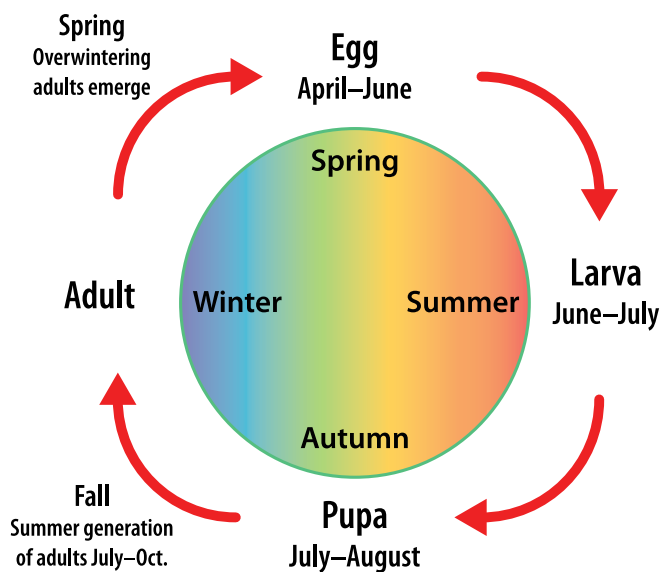 Spring
Overwintering
adults emerge
Egg
April–June
Spring
Larva
June–July
Adult
Winter
Summer
Autumn
Fall
Summer generation
of adults July–Oct.
Pupa
July–August